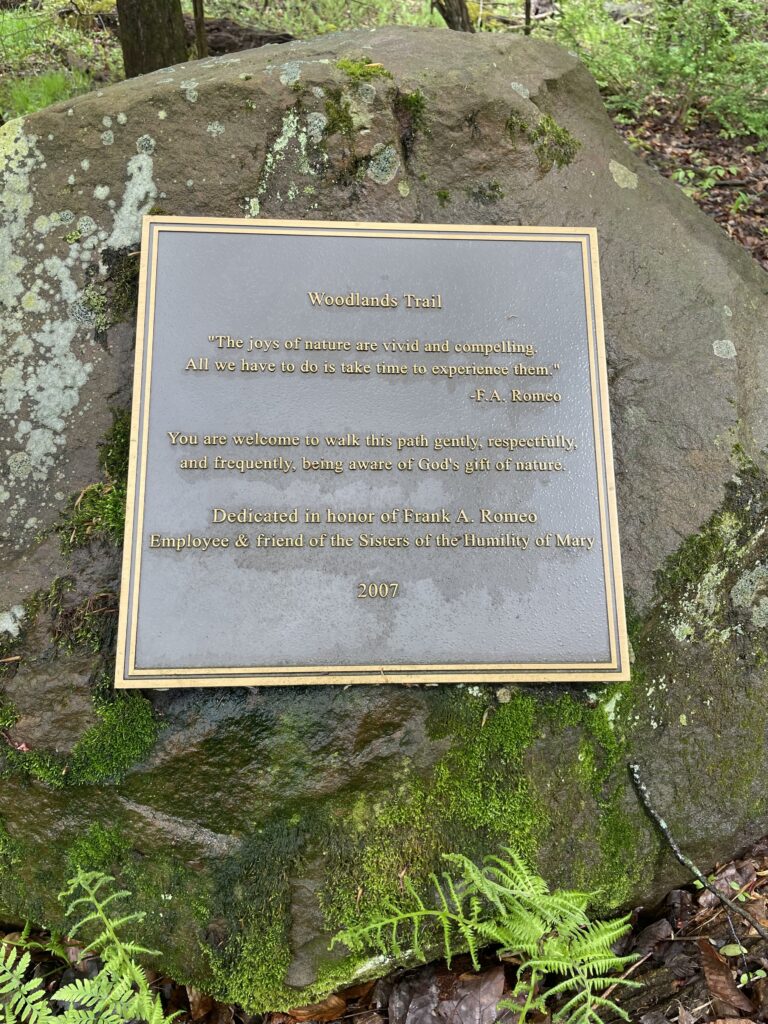 Woodlands Trail
"The joys of nature are vivid and compelling.
All we have to do is take time to experience them."
-F.A. Romeo
You are welcome to walk this path gently, respectfully,
and frequently, being aware of God's gift of nature.
Dedicated in honor of Frank A. Romeo
Employee & friend of the Sisters of the Humility of Mary
2007